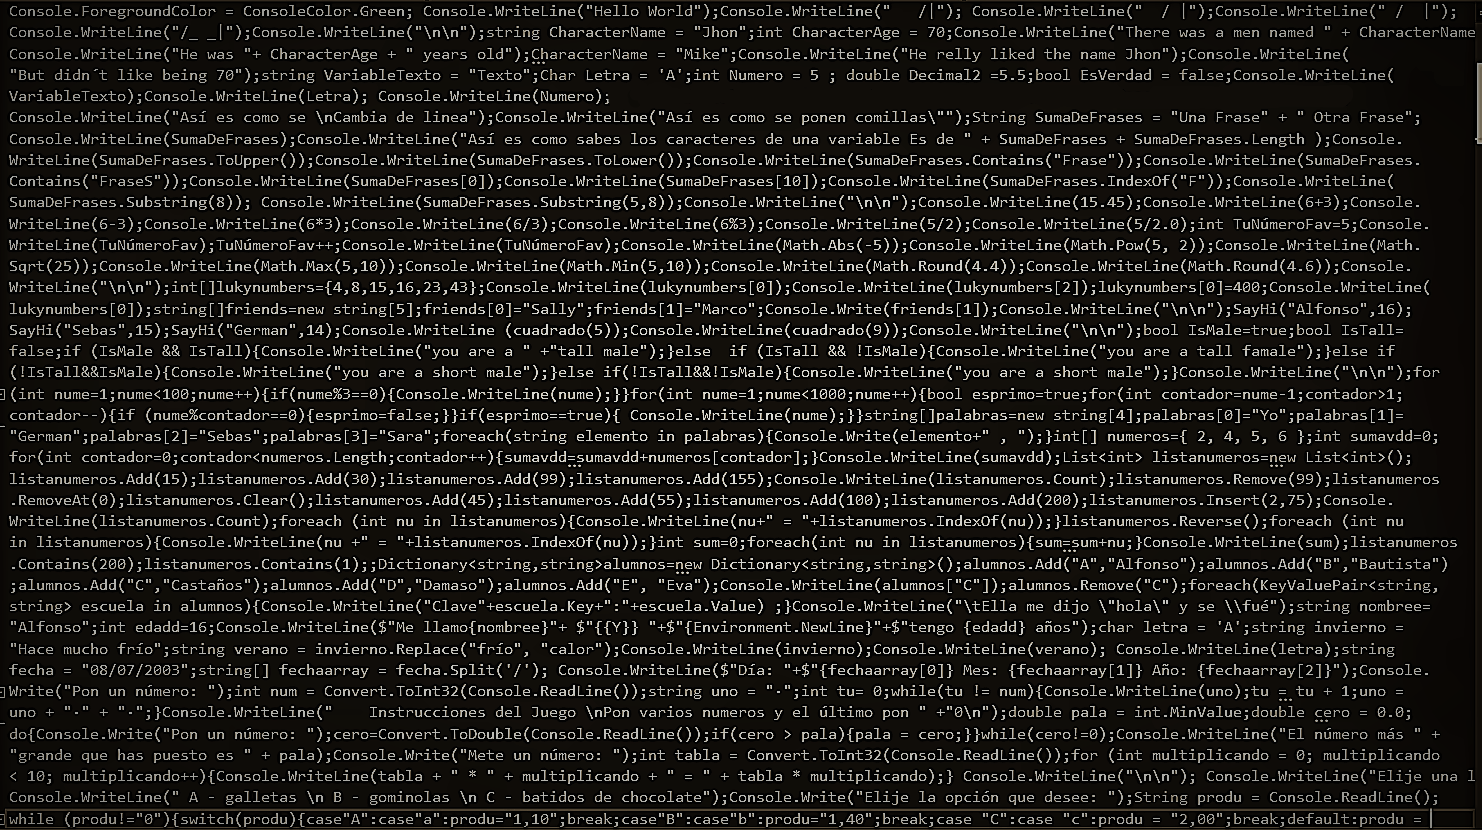 Console.ForegroundColor = ConsoleColor.Green; Console.WriteLine("Hello World");Console.WriteLine("   /|"); Console.WriteLine("  / |");Console.WriteLine(" /  |");
Console.WriteLine("/_ _|");Console.WriteLine("\n\n");string CharacterName = "Jhon";int CharacterAge = 70;Console.WriteLine("There was a men named " + CharacterName
Console.WriteLine("He was "+ CharacterAge + " years old");CharacterName = "Mike";Console.WriteLine("He relly liked the name Jhon");Console.WriteLine(
"But didn´t like being 70");string VariableTexto = "Texto";Char Letra = 'A';int Numero = 5 ; double Decimal2 =5.5;bool EsVerdad = false;Console.WriteLine(
VariableTexto);Console.WriteLine(Letra); Console.WriteLine(Numero);
Console.WriteLine("Así es como se \nCambia de linea");Console.WriteLine("Así es como se ponen comillas\"");String SumaDeFrases = "Una Frase" + " Otra Frase";
Console.WriteLine(SumaDeFrases);Console.WriteLine("Así es como sabes los caracteres de una variable Es de " + SumaDeFrases + SumaDeFrases.Length );Console.
WriteLine(SumaDeFrases.ToUpper());Console.WriteLine(SumaDeFrases.ToLower());Console.WriteLine(SumaDeFrases.Contains("Frase"));Console.WriteLine(SumaDeFrases.
Contains("FraseS"));Console.WriteLine(SumaDeFrases[0]);Console.WriteLine(SumaDeFrases[10]);Console.WriteLine(SumaDeFrases.IndexOf("F"));Console.WriteLine(
SumaDeFrases.Substring(8)); Console.WriteLine(SumaDeFrases.Substring(5,8));Console.WriteLine("\n\n");Console.WriteLine(15.45);Console.WriteLine(6+3);Console.
WriteLine(6-3);Console.WriteLine(6*3);Console.WriteLine(6/3);Console.WriteLine(6%3);Console.WriteLine(5/2);Console.WriteLine(5/2.0);int TuNúmeroFav=5;Console.
WriteLine(TuNúmeroFav);TuNúmeroFav++;Console.WriteLine(TuNúmeroFav);Console.WriteLine(Math.Abs(-5));Console.WriteLine(Math.Pow(5, 2));Console.WriteLine(Math.
Sqrt(25));Console.WriteLine(Math.Max(5,10));Console.WriteLine(Math.Min(5,10));Console.WriteLine(Math.Round(4.4));Console.WriteLine(Math.Round(4.6));Console.
WriteLine("\n\n");int[]lukynumbers={4,8,15,16,23,43};Console.WriteLine(lukynumbers[0]);Console.WriteLine(lukynumbers[2]);lukynumbers[0]=400;Console.WriteLine(
lukynumbers[0]);string[]friends=new string[5];friends[0]="Sally";friends[1]="Marco";Console.Write(friends[1]);Console.WriteLine("\n\n");SayHi("Alfonso",16);
SayHi("Sebas",15);SayHi("German",14);Console.WriteLine (cuadrado(5));Console.WriteLine(cuadrado(9));Console.WriteLine("\n\n");bool IsMale=true;bool IsTall=
false;if (IsMale && IsTall){Console.WriteLine("you are a " +"tall male");}else  if (IsTall && !IsMale){Console.WriteLine("you are a tall famale");}else if
(!IsTall&&IsMale){Console.WriteLine("you are a short male");}else if(!IsTall&&!IsMale){Console.WriteLine("you are a short male");}Console.WriteLine("\n\n");for
(int nume=1;nume<100;nume++){if(nume%3==0){Console.WriteLine(nume);}}for(int nume=1;nume<1000;nume++){bool esprimo=true;for(int contador=nume-1;contador>1;
contador--){if (nume%contador==0){esprimo=false;}}if(esprimo==true){ Console.WriteLine(nume);}}string[]palabras=new string[4];palabras[0]="Yo";palabras[1]=
"German";palabras[2]="Sebas";palabras[3]="Sara";foreach(string elemento in palabras){Console.Write(elemento+" , ");}int[] numeros={ 2, 4, 5, 6 };int sumavdd=0;
for(int contador=0;contador<numeros.Length;contador++){sumavdd=sumavdd+numeros[contador];}Console.WriteLine(sumavdd);List<int> listanumeros=new List<int>();
listanumeros.Add(15);listanumeros.Add(30);listanumeros.Add(99);listanumeros.Add(155);Console.WriteLine(listanumeros.Count);listanumeros.Remove(99);listanumeros
.RemoveAt(0);listanumeros.Clear();listanumeros.Add(45);listanumeros.Add(55);listanumeros.Add(100);listanumeros.Add(200);listanumeros.Insert(2,75);Console.
WriteLine(listanumeros.Count);foreach (int nu in listanumeros){Console.WriteLine(nu+" = "+listanumeros.IndexOf(nu));}listanumeros.Reverse();foreach (int nu
in listanumeros){Console.WriteLine(nu +" = "+listanumeros.IndexOf(nu));}int sum=0;foreach(int nu in listanumeros){sum=sum+nu;}Console.WriteLine(sum);listanumeros
.Contains(200);listanumeros.Contains(1);;Dictionary<string,string>alumnos=new Dictionary<string,string>();alumnos.Add("A","Alfonso");alumnos.Add("B","Bautista")
;alumnos.Add("C","Castaños");alumnos.Add("D","Damaso");alumnos.Add("E", "Eva");Console.WriteLine(alumnos["C"]);alumnos.Remove("C");foreach(KeyValuePair<string,
string> escuela in alumnos){Console.WriteLine("Clave"+escuela.Key+":"+escuela.Value) ;}Console.WriteLine("\tElla me dijo \"hola\" y se \\fué");string nombree=
"Alfonso";int edadd=16;Console.WriteLine($"Me llamo{nombree}"+ $"{{Y}} "+$"{Environment.NewLine}"+$"tengo {edadd} años");char letra = 'A';string invierno =
"Hace mucho frío";string verano = invierno.Replace("frío", "calor");Console.WriteLine(invierno);Console.WriteLine(verano); Console.WriteLine(letra);string
fecha = "08/07/2003";string[] fechaarray = fecha.Split('/'); Console.WriteLine($"Día: "+$"{fechaarray[0]} Mes: {fechaarray[1]} Año: {fechaarray[2]}");Console.
Write("Pon un número: ");int num = Convert.ToInt32(Console.ReadLine());string uno = "·";int tu= 0;while(tu != num){Console.WriteLine(uno);tu = tu + 1;uno =
uno + "·" + "·";}Console.WriteLine("    Instrucciones del Juego \nPon varios numeros y el último pon " +"0\n");double pala = int.MinValue;double cero = 0.0;
do{Console.Write("Pon un número: ");cero=Convert.ToDouble(Console.ReadLine());if(cero > pala){pala = cero;}}while(cero!=0);Console.WriteLine("El número más " +
"grande que has puesto es " + pala);Console.Write("Mete un número: ");int tabla = Convert.ToInt32(Console.ReadLine());for (int multiplicando = 0; multiplicando
< 10; multiplicando++){Console.WriteLine(tabla + " * " + multiplicando + " = " + tabla * multiplicando);} Console.WriteLine("\n\n"); Console.WriteLine("Elije una l
Console.WriteLine(" A - galletas \n B - gominolas \n C - batidos de chocolate");Console.Write("Elije la opción que desee: ");String produ = Console.ReadLine();
while (produ!="0"){switch(produ){case"A":case"a":produ="1,10";break;case"B":case"b":produ="1,40";break;case "C":case "c":produ = "2,00";break;default:produ =